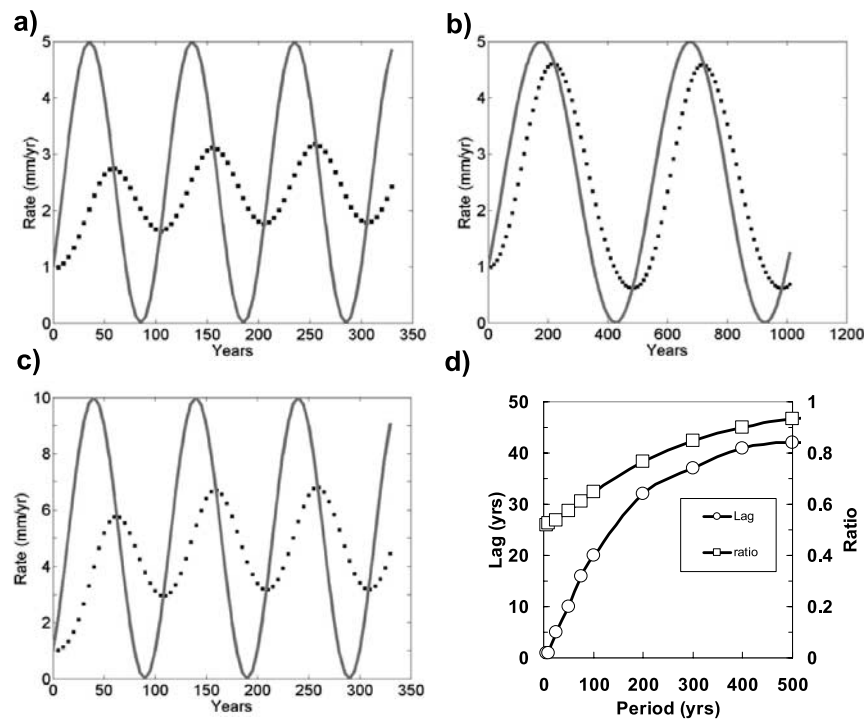 a)
5
4
3
2
1
0
Rate (mm/yr)
0 50 100 150 200 250 300 350
Years
b)
5
4
3
2
1
0
Rate (mm/yr)
0 200 400 600 800 1000 1200
Years
c)
10
8
6
4
2
0
Rate (mm/yr)
0 50 100 150 200 250 300 350
Years
d)
50
40
30
20
10
0
Lag (yrs)
1
0.8
0.6
0.4
0.2
0
Ratio
Lag
ratio
0 100 200 300 400 500
Period (yrs)